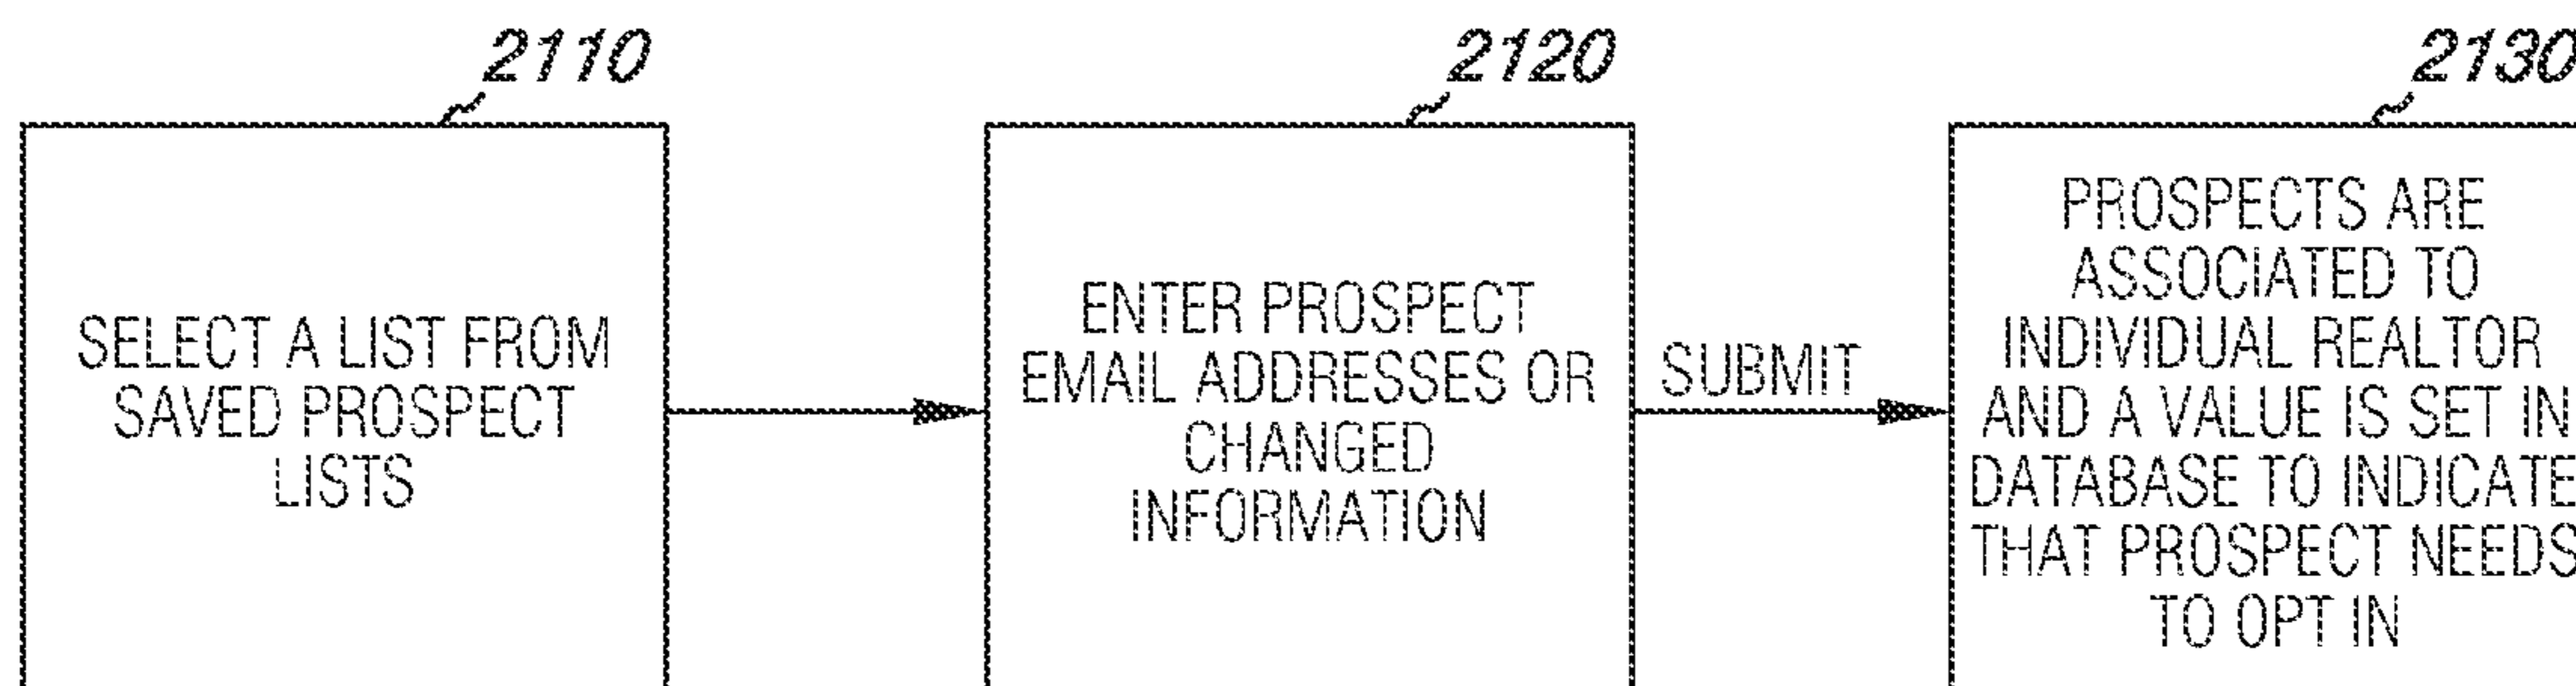 2110
2120
2130
SELECT A LIST FROM
SAVED PROSPECT
LISTS
ENTER PROSPECT
EMAIL ADDRESSES OR
CHANGED
INFORMATION
SUBMIT
PROSPECTS ARE
ASSOCIATED TO
INDIVIDUAL REALTOR
AND A VALUE IS SET IN
DATABASE TO INDICATE
THAT PROSPECT NEEDS
TO OPT IN